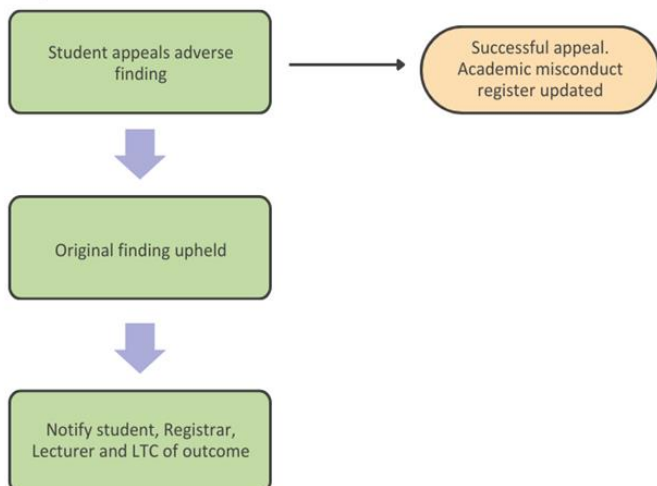 Student appeals adverse
finding
Successful appeal.
Academic misconduct
register updated
Original finding upheld
Notify student, Registrar,
Lecturer and LTC of outcome